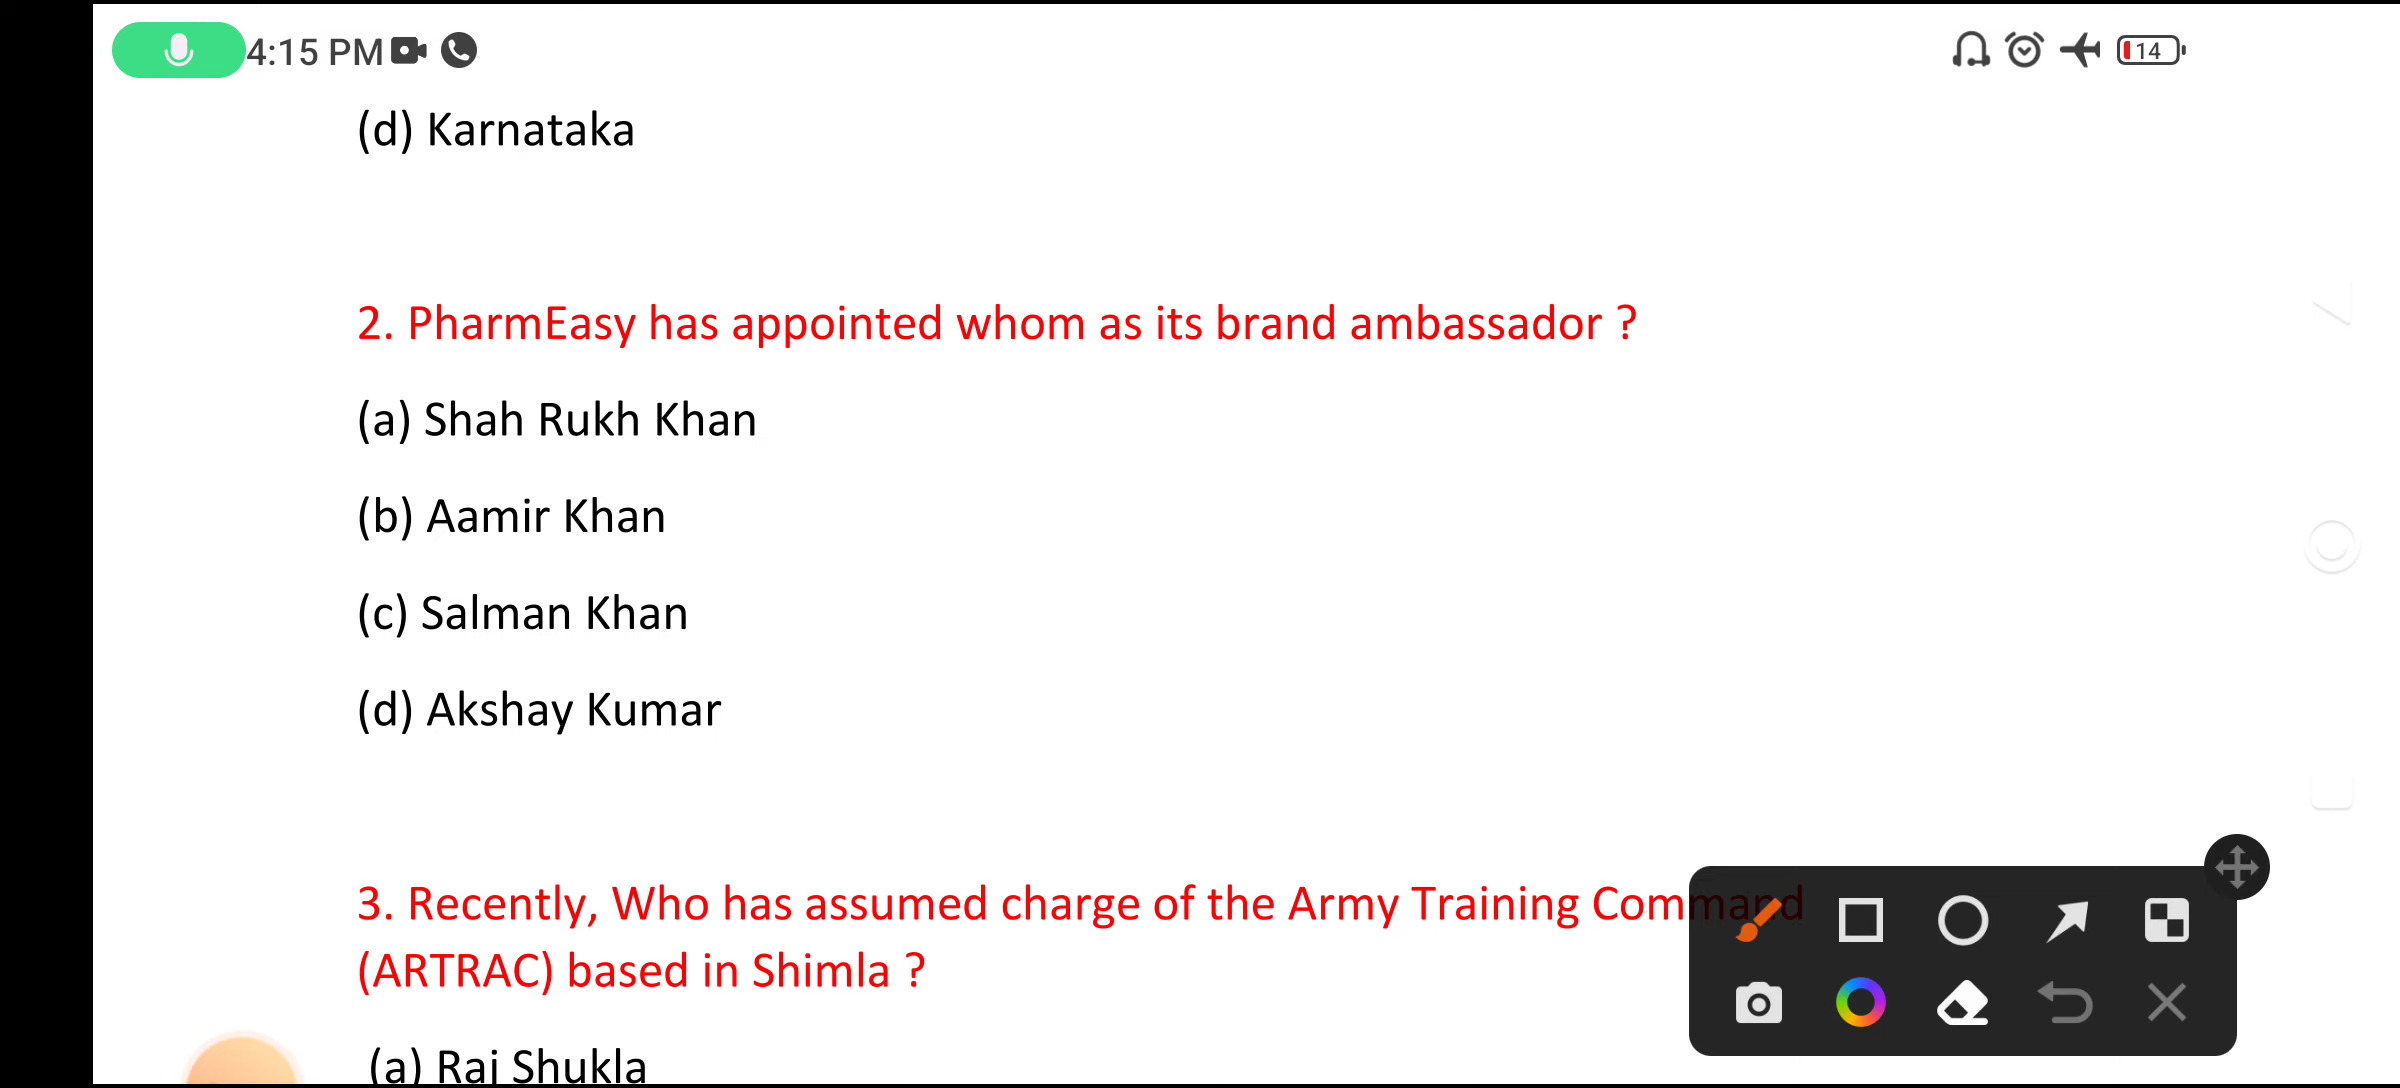 4:15 PM
14
(d) Karnataka
2. PharmEasy has appointed whom as its brand ambassador ?
(a) Shah Rukh Khan
(b) Aamir Khan
(c) Salman Khan
(d) Akshay Kumar
3. Recently, Who has assumed charge of the Army Training Command
(ARTRAC) based in Shimla ?
(a) Raj Shukla